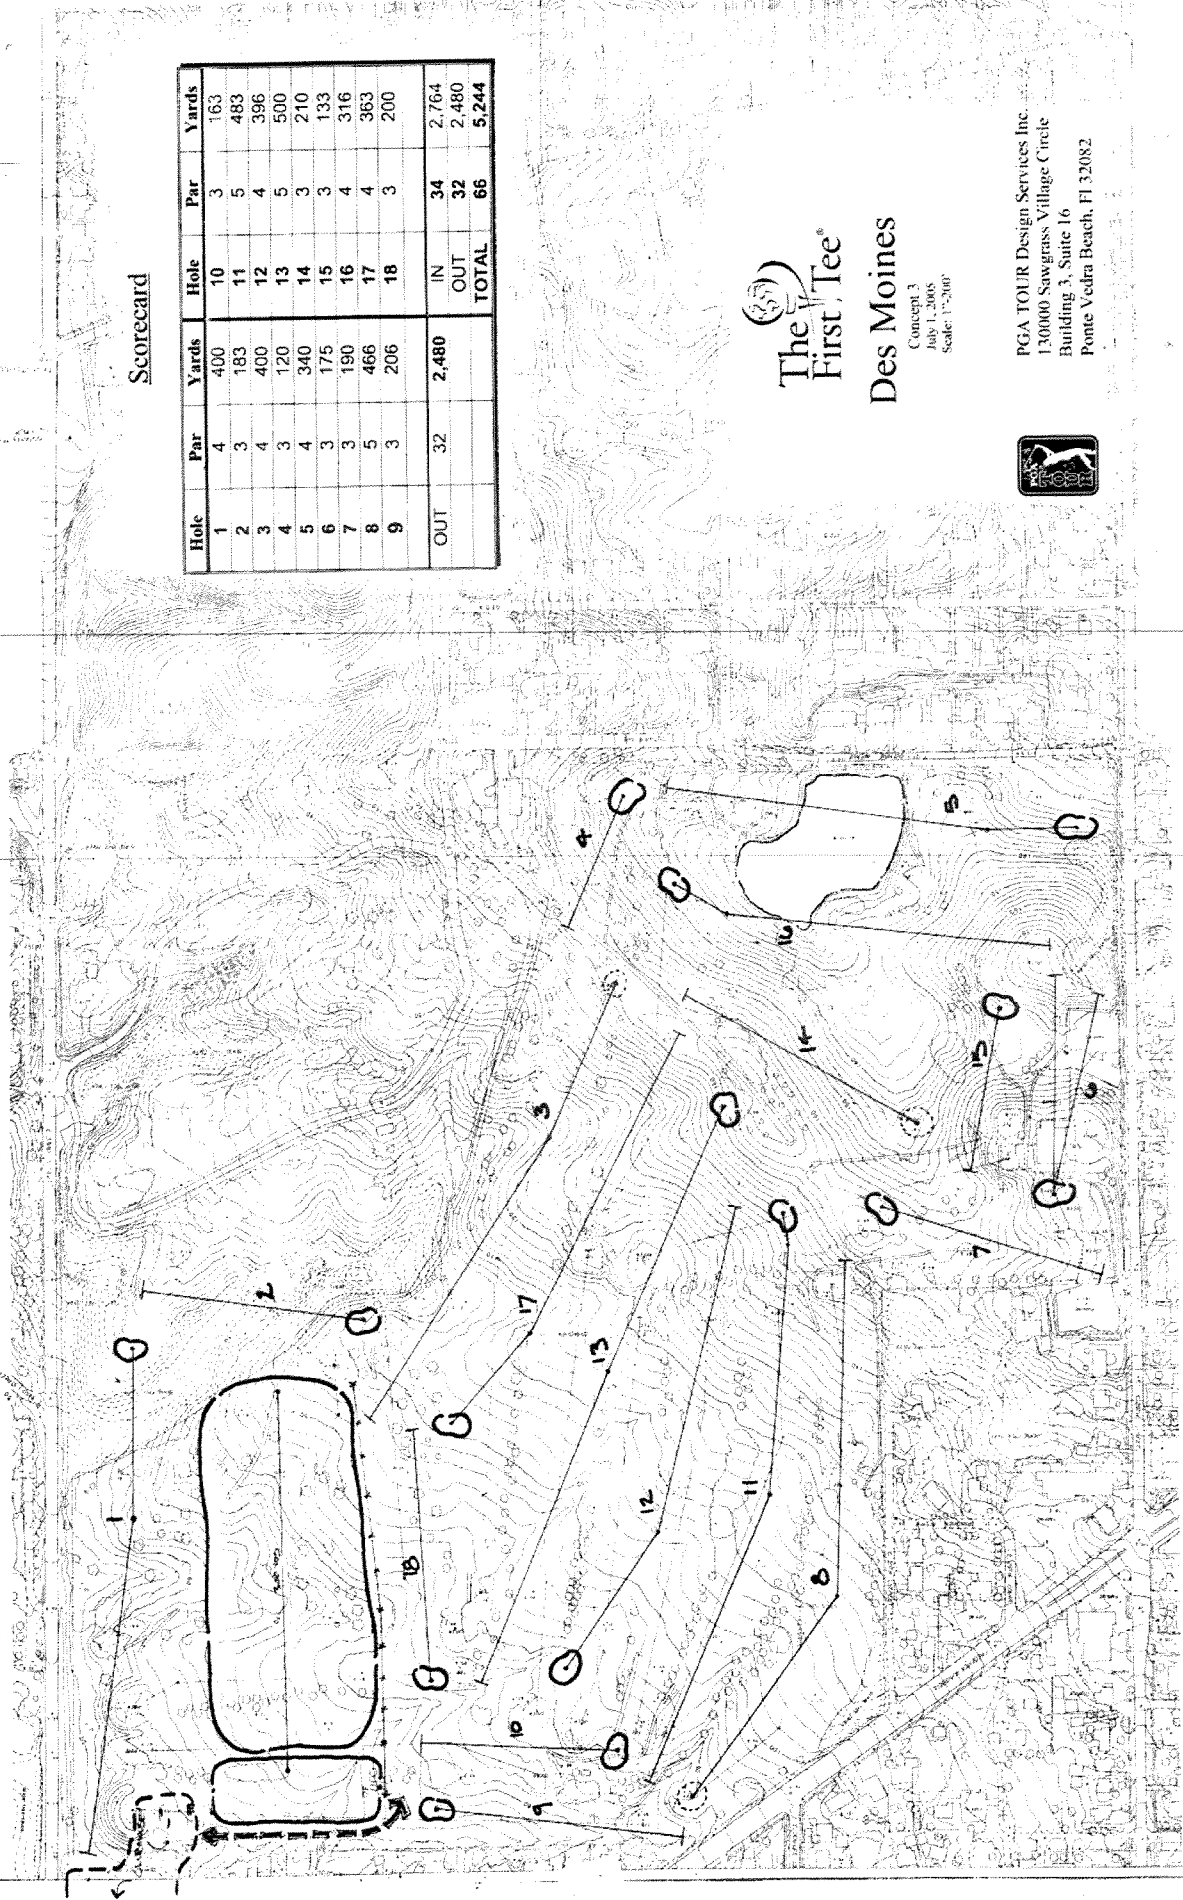 Scorecard
Hole Par Yards Hole Par Yards
1 4 400 10 3 163
2 3 183 11 5 483
3 4 400 12 4 396
4 3 120 13 5 500
5 4 340 14 3 210
6 3 175 15 3 133
7 3 190 16 4 316
8 5 466 17 4 363
9 3 206 18 3 200
OUT 32 2,480 IN 34 2,764
OUT 32 2,480
TOTAL 66 5,244
The
First Tee®
Des Moines
Concept 3
July 1, 2005
Scale: 1"-200'
PGA TOUR
PGA TOUR Design Services Inc.
130000 Sawgrass Village Circle
Building 3, Suite 16
Ponte Vedra Beach, Fl 32082
1
2
3
4
5
6
7
8
9
10
11
12
13
14
15
16
17
18